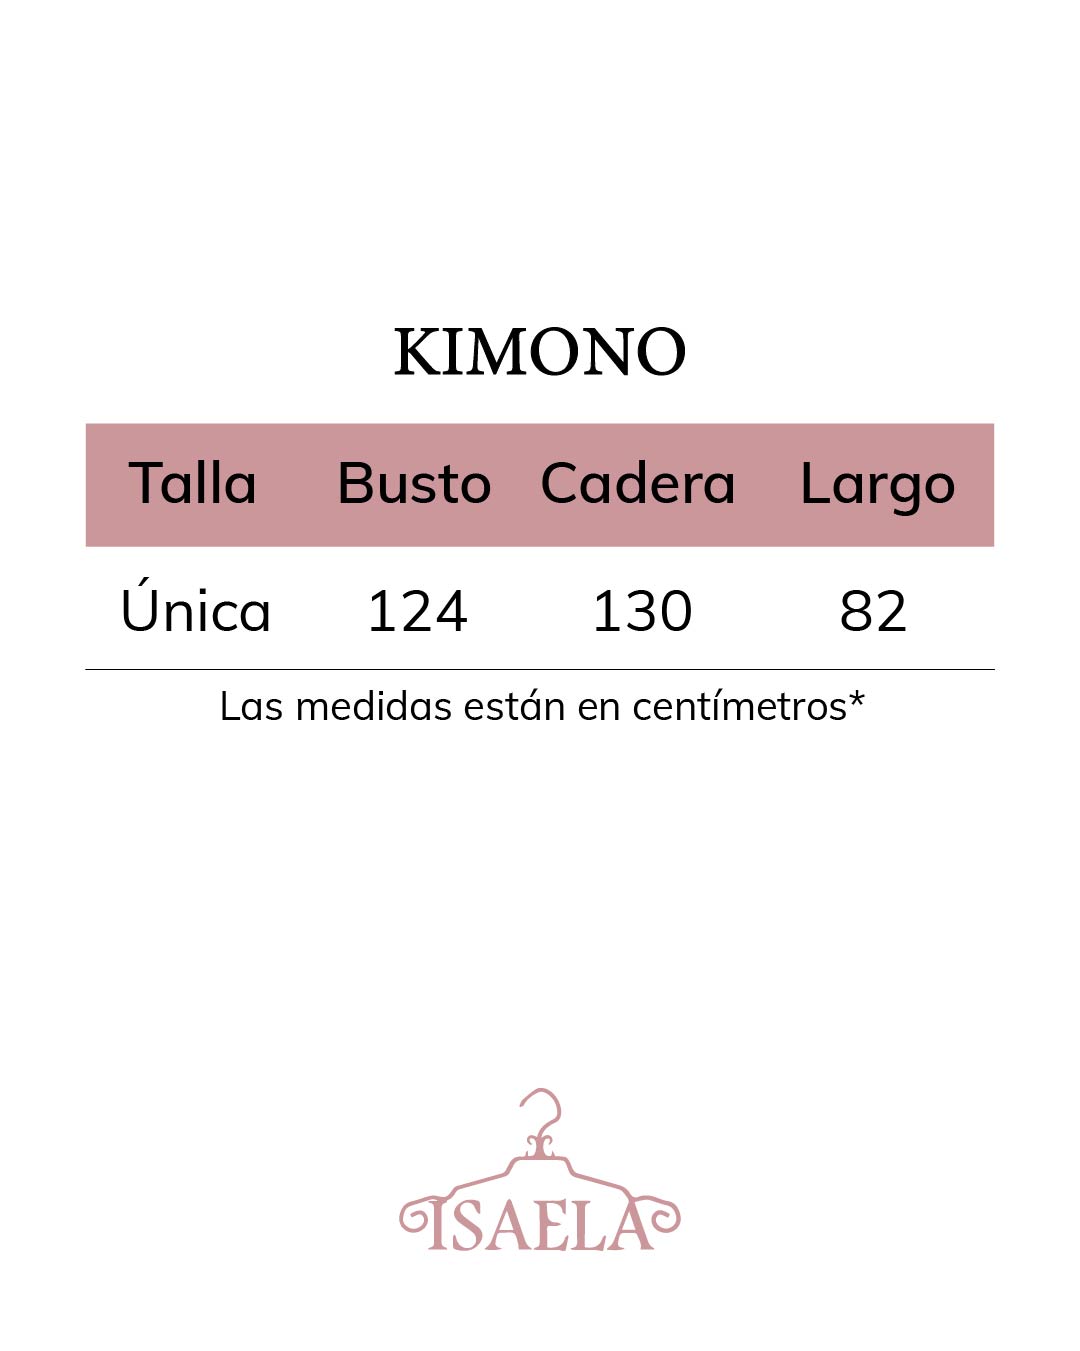 KIMONO
Talla Busto Cadera Largo
Única 124 130 82
Las medidas están en centímetros*
ISAELA